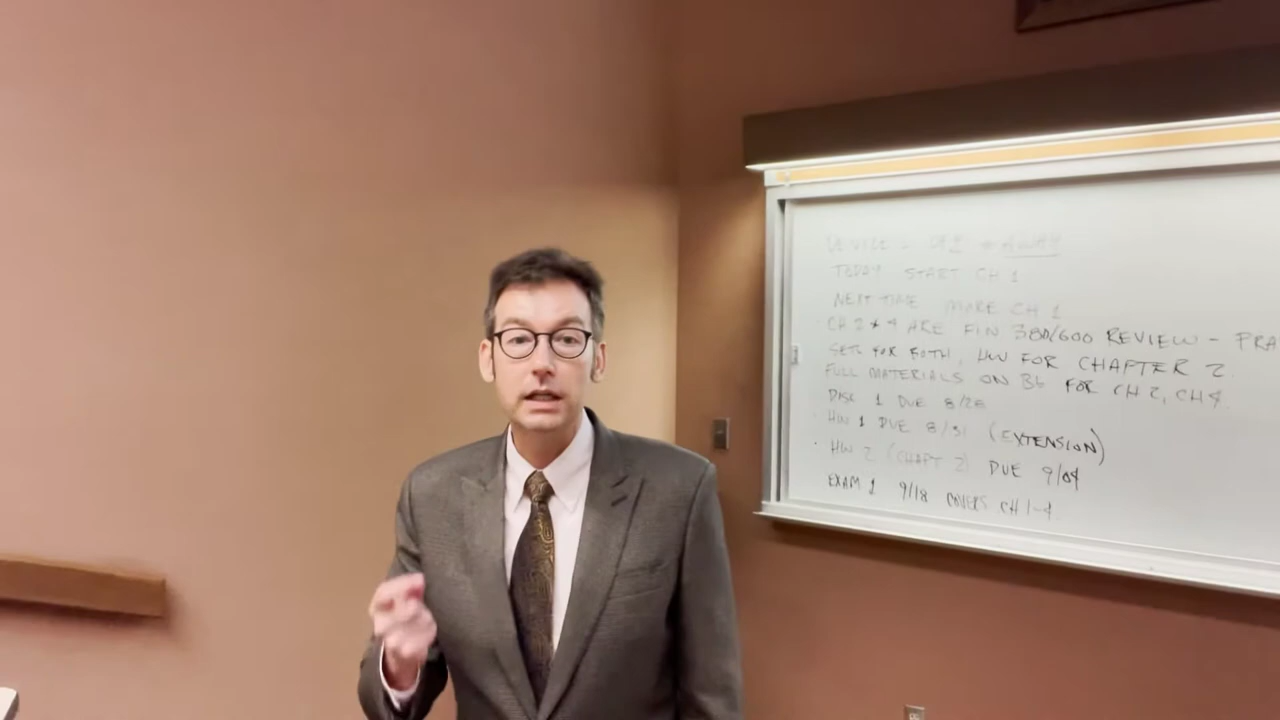 DEVICE = OFF & AWAY
TODAY START CH 1
NEXT TIME MORE CH 1
CH 2 & 4 ARE FIN 380/600 REVIEW - PRA
SETS FOR BOTH, HW FOR CHAPTER 2.
FULL MATERIALS ON Bb FOR CH 2, CH 4.
DISC 1 DUE 8/28
HW 1 DUE 8/31 (EXTENSION)
HW 2 (CHAPT 2) DUE 9/04
EXAM 1 9/18 COVERS CH 1-4